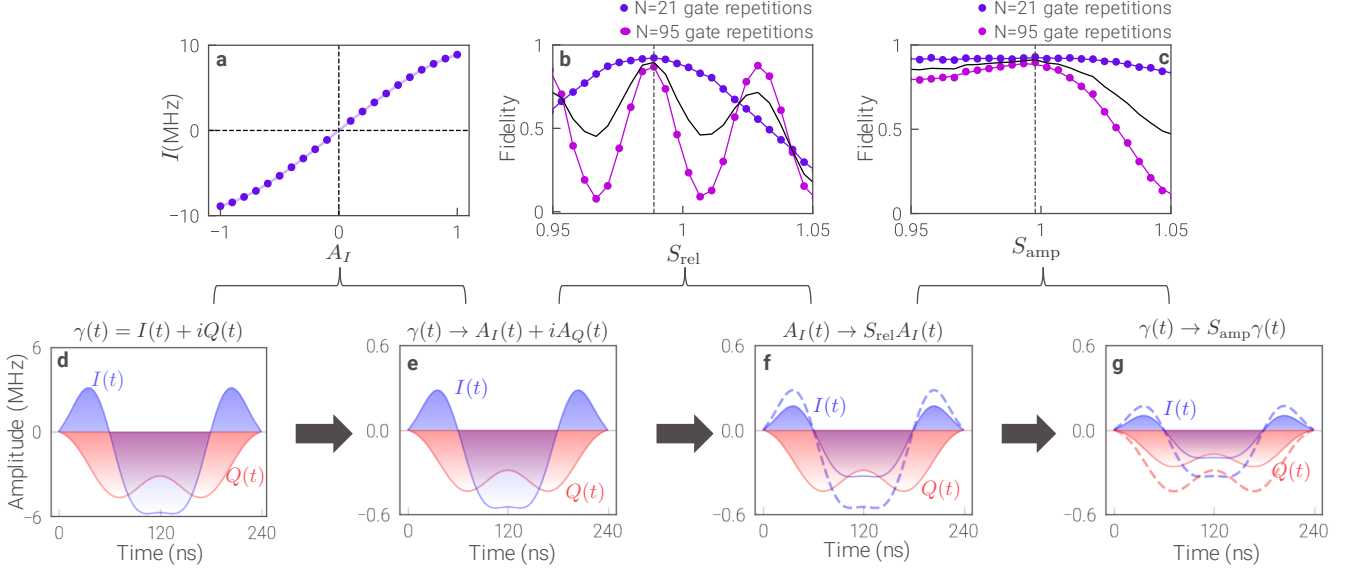 N=21 gate repetitions
N=95 gate repetitions
N=21 gate repetitions
N=95 gate repetitions
a
10
0
−10
I(MHz)
−1
0
1
A_I
b
1
0.5
0
Fidelity
0.95
1
1.05
S_rel
c
1
0.5
0
Fidelity
0.95
1
1.05
S_amp
γ(t) = I(t) + iQ(t)
γ(t) → A_I(t) + iA_Q(t)
A_I(t) → S_rel A_I(t)
γ(t) → S_amp γ(t)
d
6
0
−6
Amplitude (MHz)
I(t)
Q(t)
0
120
240
Time (ns)
e
0.6
0.0
−0.6
I(t)
Q(t)
0
120
240
Time (ns)
f
0.6
0.0
−0.6
I(t)
Q(t)
0
120
240
Time (ns)
g
0.6
0.0
−0.6
I(t)
Q(t)
0
120
240
Time (ns)